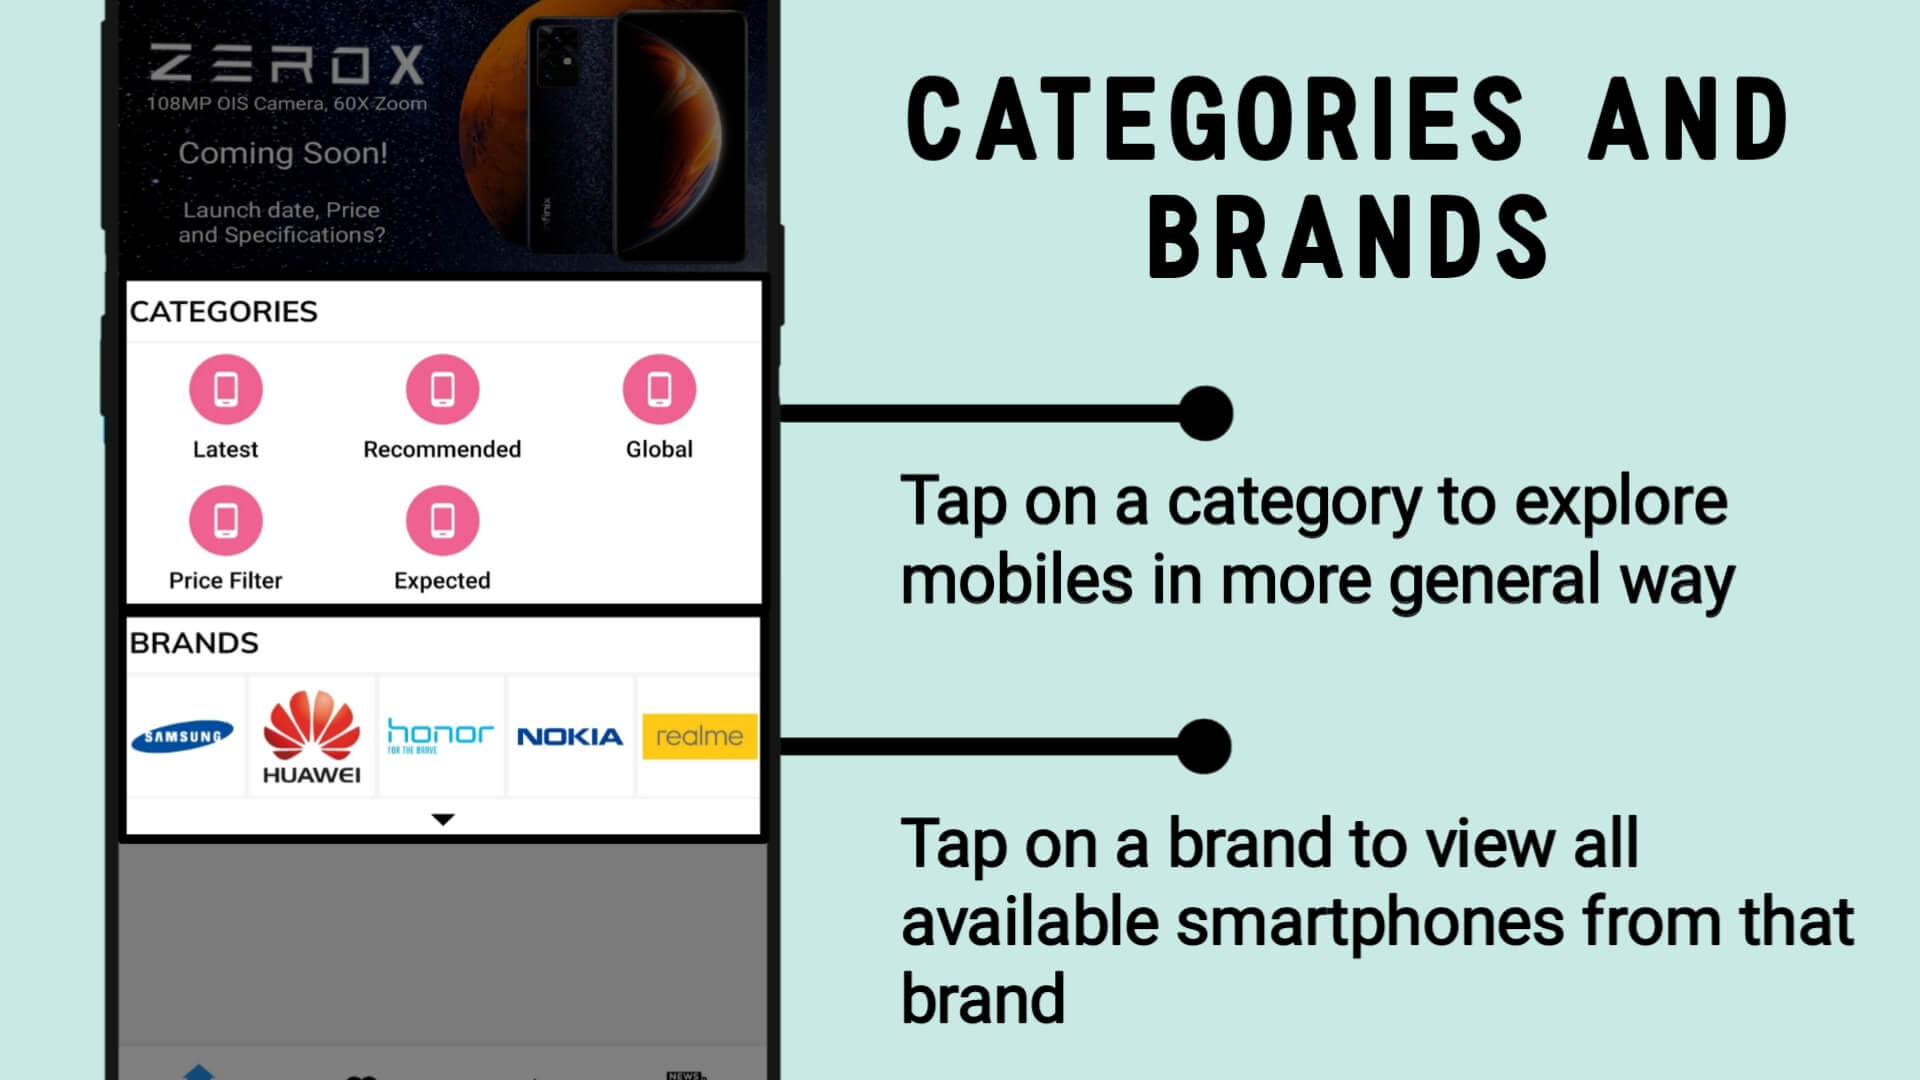 ZEROX
108MP OIS Camera, 60X Zoom
Coming Soon!
Launch date, Price
and Specifications?
Infinix
CATEGORIES
Latest
Recommended
Global
Price Filter
Expected
BRANDS
SAMSUNG
HUAWEI
honor
FOR THE BRAVE
NOKIA
realme
NEWS
CATEGORIES AND
BRANDS
Tap on a category to explore
mobiles in more general way
Tap on a brand to view all
available smartphones from that
brand